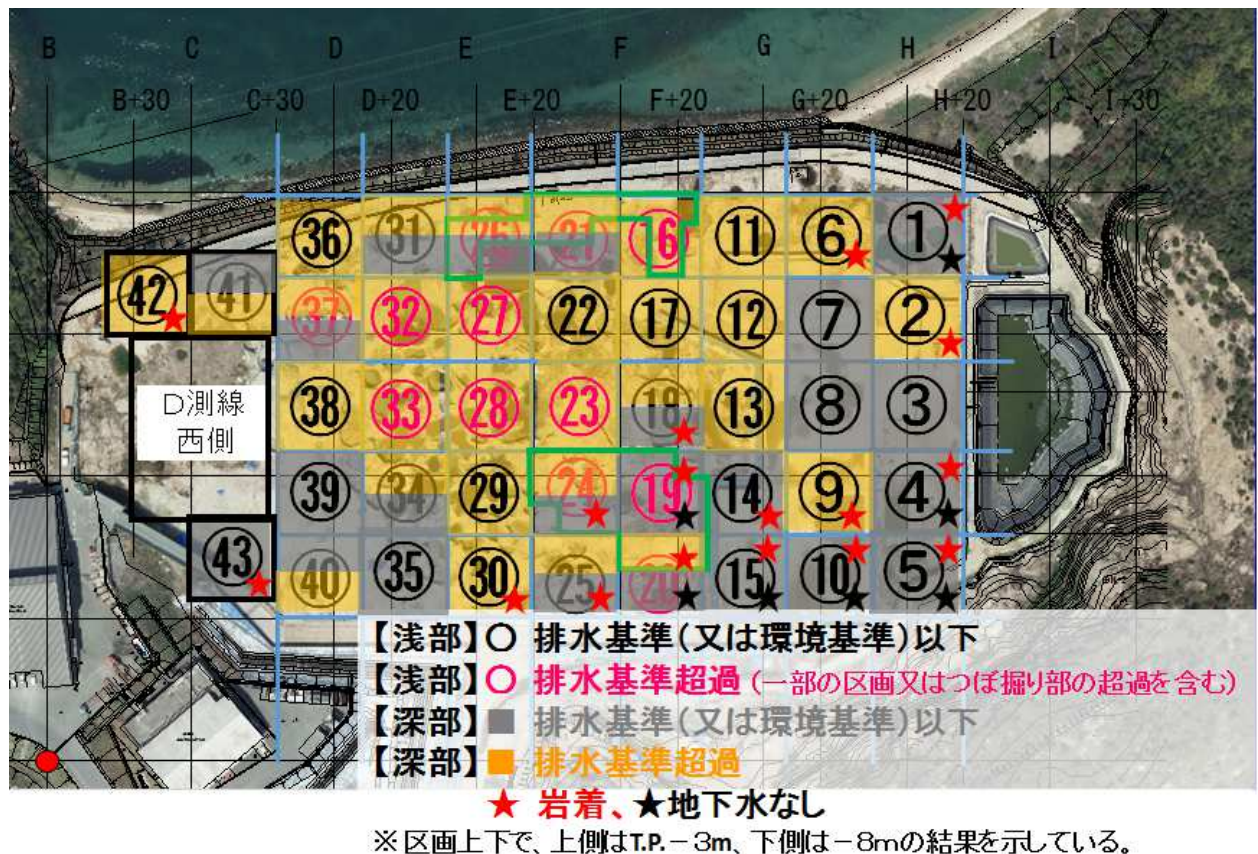 B C D E F G H I
B+30 C+30 D+20 E+20 F+20 G+20 H+20 I+30
㊱ ㉛ ㉖ ㉑ ⑯ ⑪ ⑥ ①
㊷ ㊶ ㊲ ㉜ ㉗ ㉒ ⑰ ⑫ ⑦ ②
D測線
西側
㊳ ㉝ ㉘ ㉓ ⑱ ⑬ ⑧ ③
㊴ ㉞ ㉙ ㉔ ⑲ ⑭ ⑨ ④
㊸ ㊵ ㉟ ㉚ ㉕ ⑳ ⑮ ⑩ ⑤
【浅部】○ 排水基準(又は環境基準)以下
【浅部】○ 排水基準超過 (一部の区画又はつぼ掘り部の超過を含む)
【深部】■ 排水基準(又は環境基準)以下
【深部】■ 排水基準超過
★ 岩着、★地下水なし
※区画上下で、上側はT.P.-3m、下側は-8mの結果を示している。